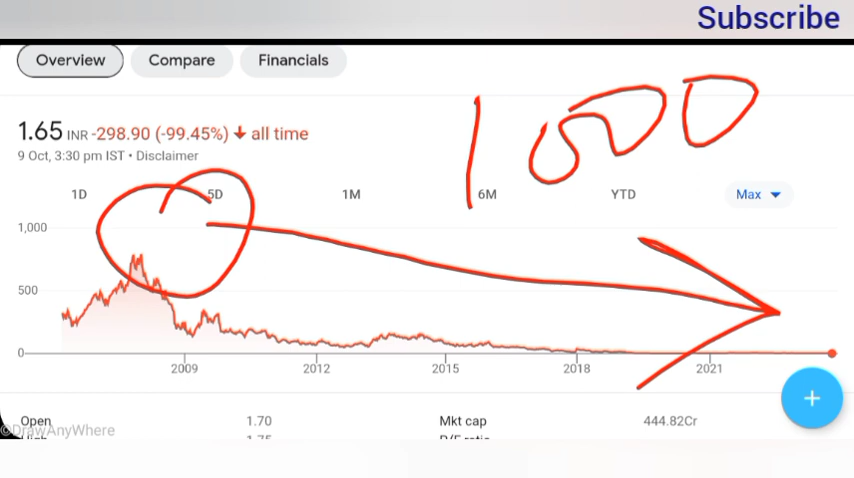 Subscribe
Overview Compare Financials
1000
1.65 INR -298.90 (-99.45%) ↓ all time
9 Oct, 3:30 pm IST • Disclaimer
1D 5D 1M 6M YTD Max
1,000
500
0
2009 2012 2015 2018 2021
+
Open 1.70 Mkt cap 444.82Cr
©DrawAnyWhere